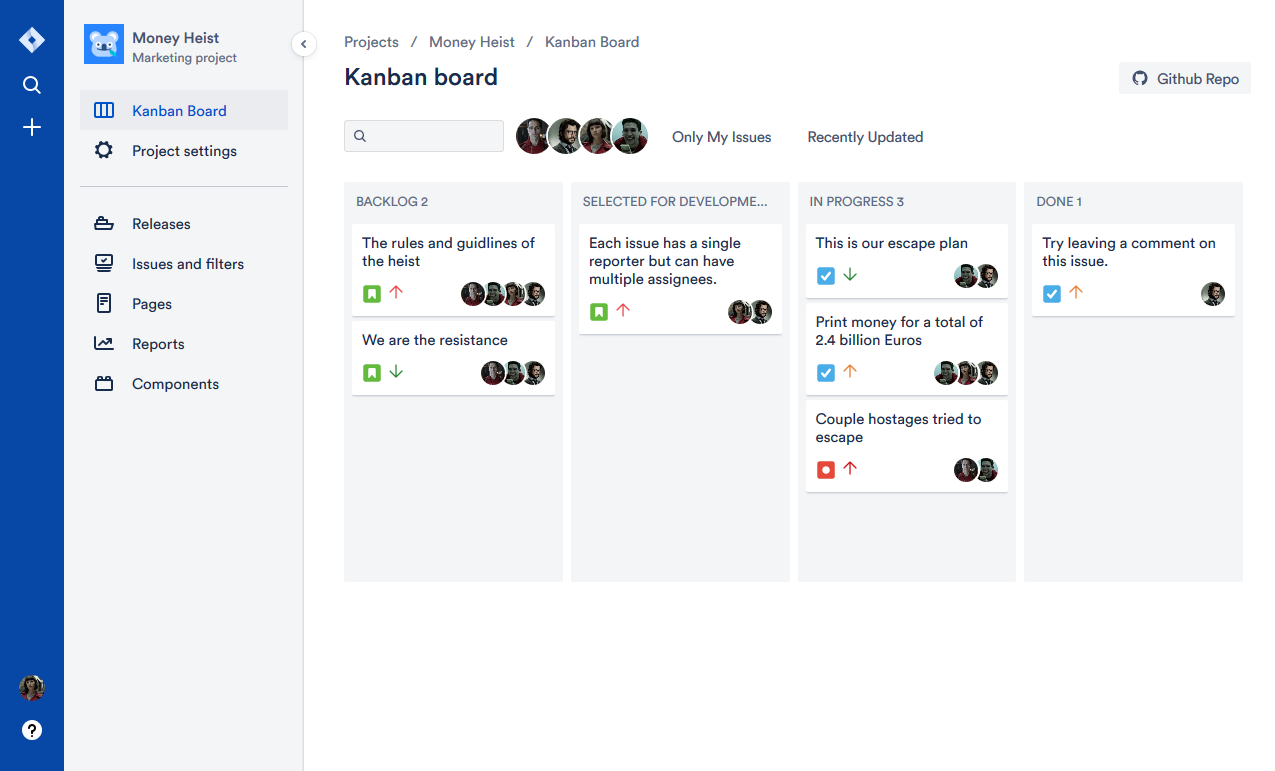 Money Heist
Marketing project
Kanban Board
Project settings
Releases
Issues and filters
Pages
Reports
Components
Projects / Money Heist / Kanban Board
Kanban board
Github Repo
Only My Issues
Recently Updated
BACKLOG 2
The rules and guidlines of
the heist
We are the resistance
SELECTED FOR DEVELOPME...
Each issue has a single
reporter but can have
multiple assignees.
IN PROGRESS 3
This is our escape plan
Print money for a total of
2.4 billion Euros
Couple hostages tried to
escape
DONE 1
Try leaving a comment on
this issue.
?